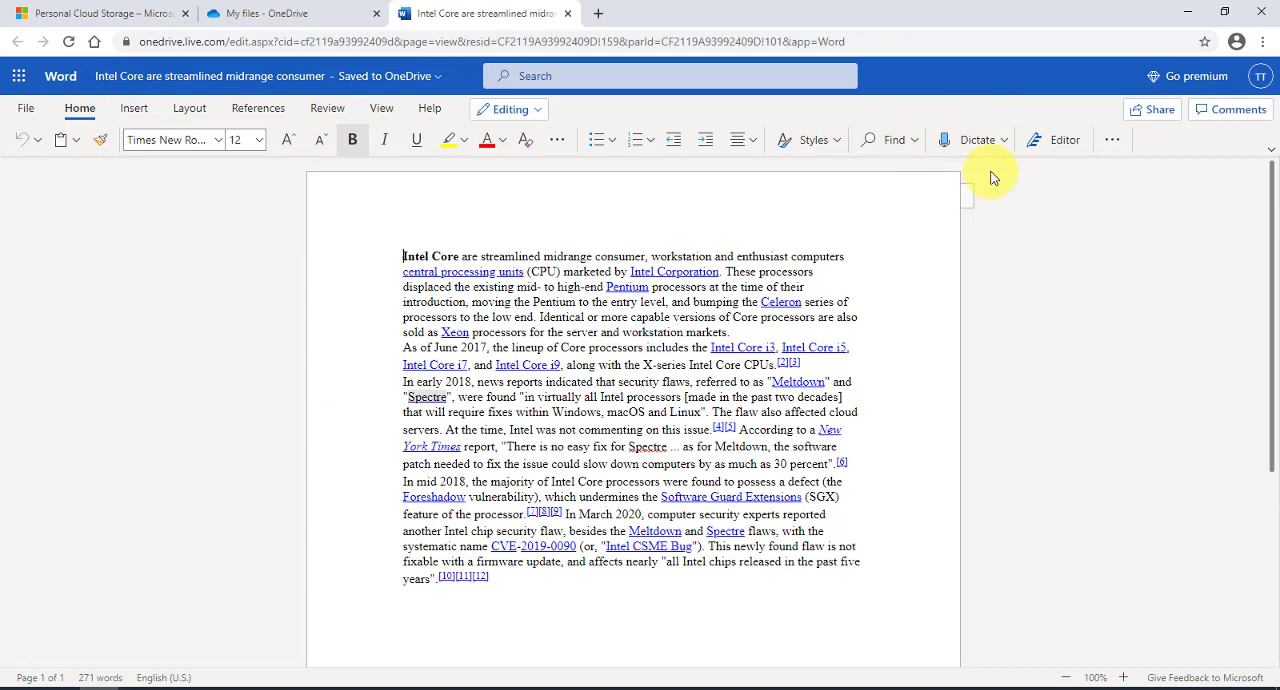 Personal Cloud Storage – Micros
My files - OneDrive
Intel Core are streamlined midran
onedrive.live.com/edit.aspx?cid=cf2119a93992409d&page=view&resid=CF2119A93992409D!159&parId=CF2119A93992409D!101&app=Word
Word
Intel Core are streamlined midrange consumer - Saved to OneDrive
Search
Go premium
TT
File
Home
Insert
Layout
References
Review
View
Help
Editing
Share
Comments
Times New Ro...
12
A
A
B
I
U
A
A
Styles
Find
Dictate
Editor
Intel Core are streamlined midrange consumer, workstation and enthusiast computers
central processing units (CPU) marketed by Intel Corporation. These processors
displaced the existing mid- to high-end Pentium processors at the time of their
introduction, moving the Pentium to the entry level, and bumping the Celeron series of
processors to the low end. Identical or more capable versions of Core processors are also
sold as Xeon processors for the server and workstation markets.
As of June 2017, the lineup of Core processors includes the Intel Core i3, Intel Core i5,
Intel Core i7, and Intel Core i9, along with the X-series Intel Core CPUs.[2][3]
In early 2018, news reports indicated that security flaws, referred to as "Meltdown" and
"Spectre", were found "in virtually all Intel processors [made in the past two decades]
that will require fixes within Windows, macOS and Linux". The flaw also affected cloud
servers. At the time, Intel was not commenting on this issue.[4][5] According to a New
York Times report, "There is no easy fix for Spectre ... as for Meltdown, the software
patch needed to fix the issue could slow down computers by as much as 30 percent".[6]
In mid 2018, the majority of Intel Core processors were found to possess a defect (the
Foreshadow vulnerability), which undermines the Software Guard Extensions (SGX)
feature of the processor.[7][8][9] In March 2020, computer security experts reported
another Intel chip security flaw, besides the Meltdown and Spectre flaws, with the
systematic name CVE-2019-0090 (or, "Intel CSME Bug"). This newly found flaw is not
fixable with a firmware update, and affects nearly "all Intel chips released in the past five
years".[10][11][12]
Page 1 of 1
271 words
English (U.S.)
100%
Give Feedback to Microsoft